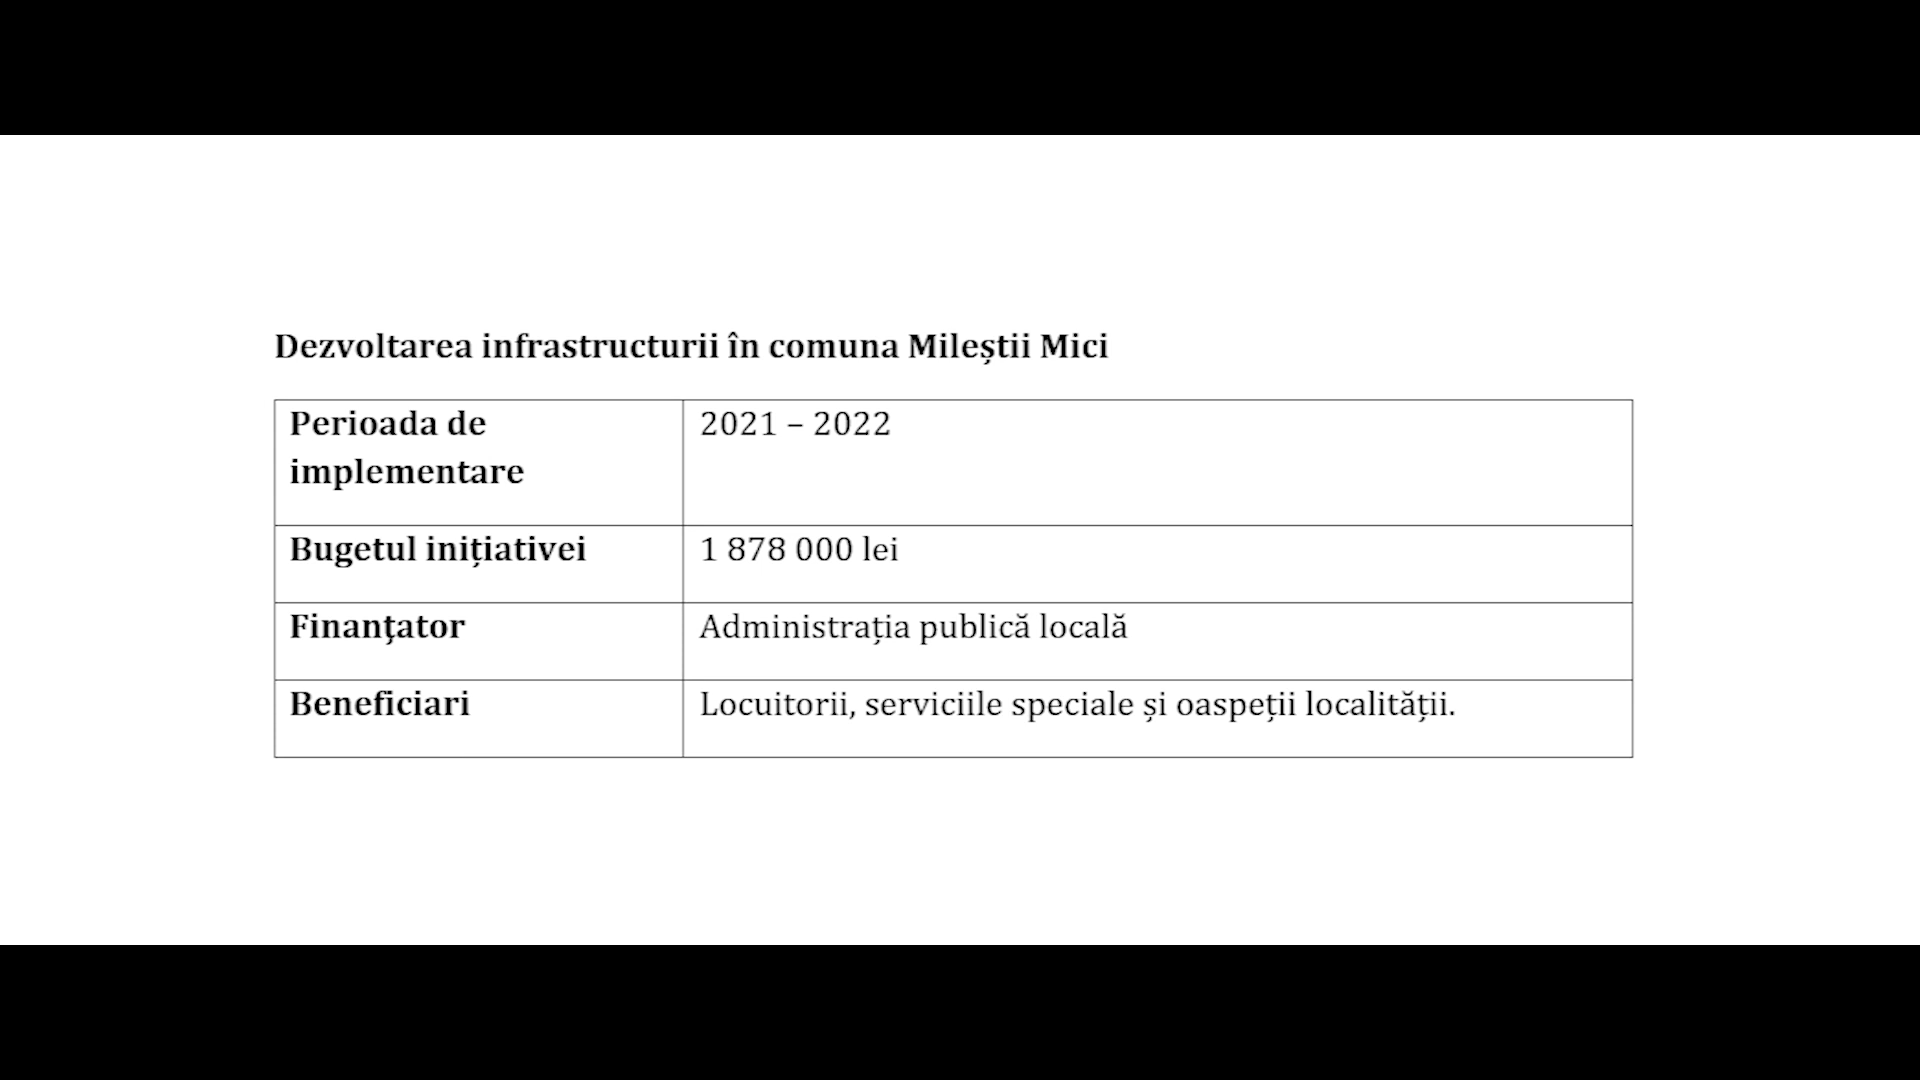 Dezvoltarea infrastructurii în comuna Mileștii Mici
Perioada de
implementare
2021 – 2022
Bugetul inițiativei
1 878 000 lei
Finanţator
Administrația publică locală
Beneficiari
Locuitorii, serviciile speciale și oaspeții localității.